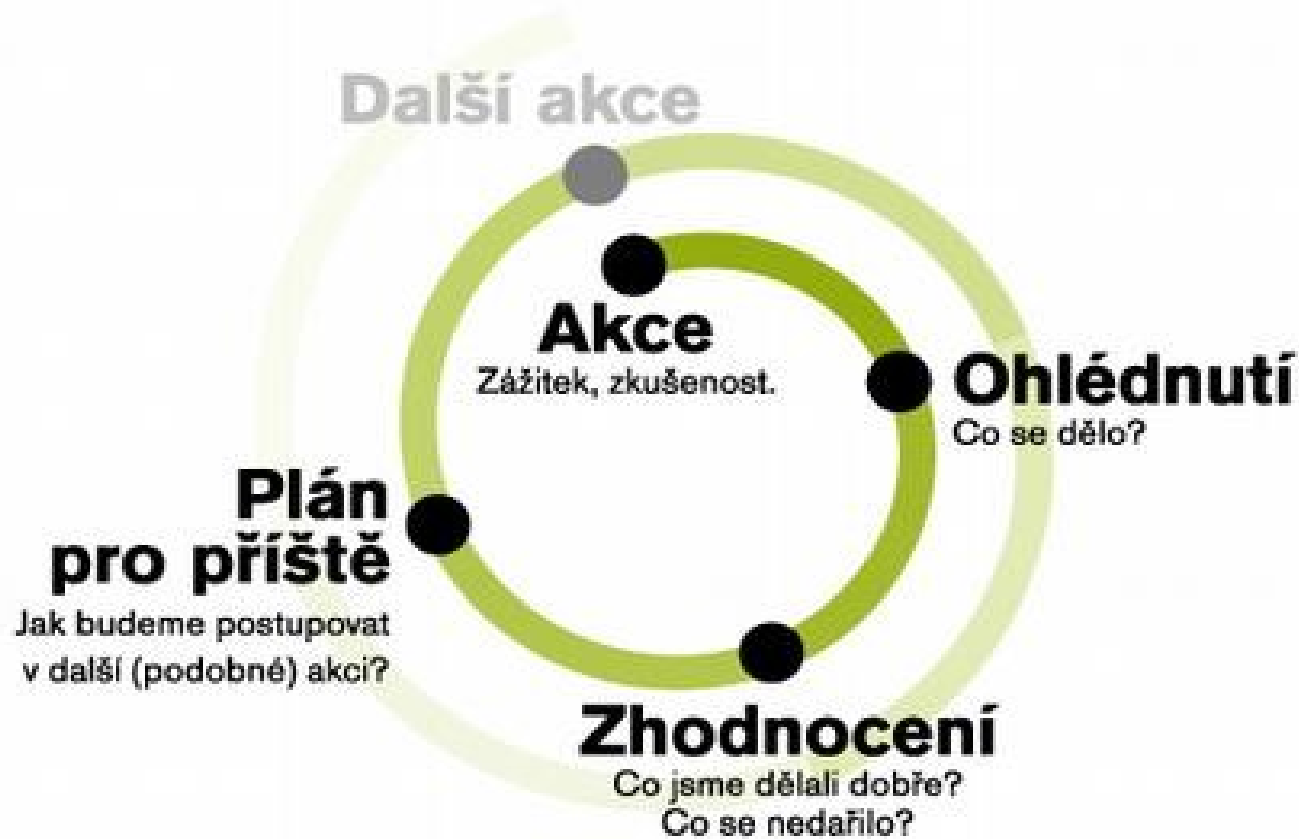 Další akce
Akce
Zážitek, zkušenost.
Ohlédnutí
Co se dělo?
Plán
pro příště
Jak budeme postupovat
v další (podobné) akci?
Zhodnocení
Co jsme dělali dobře?
Co se nedařilo?